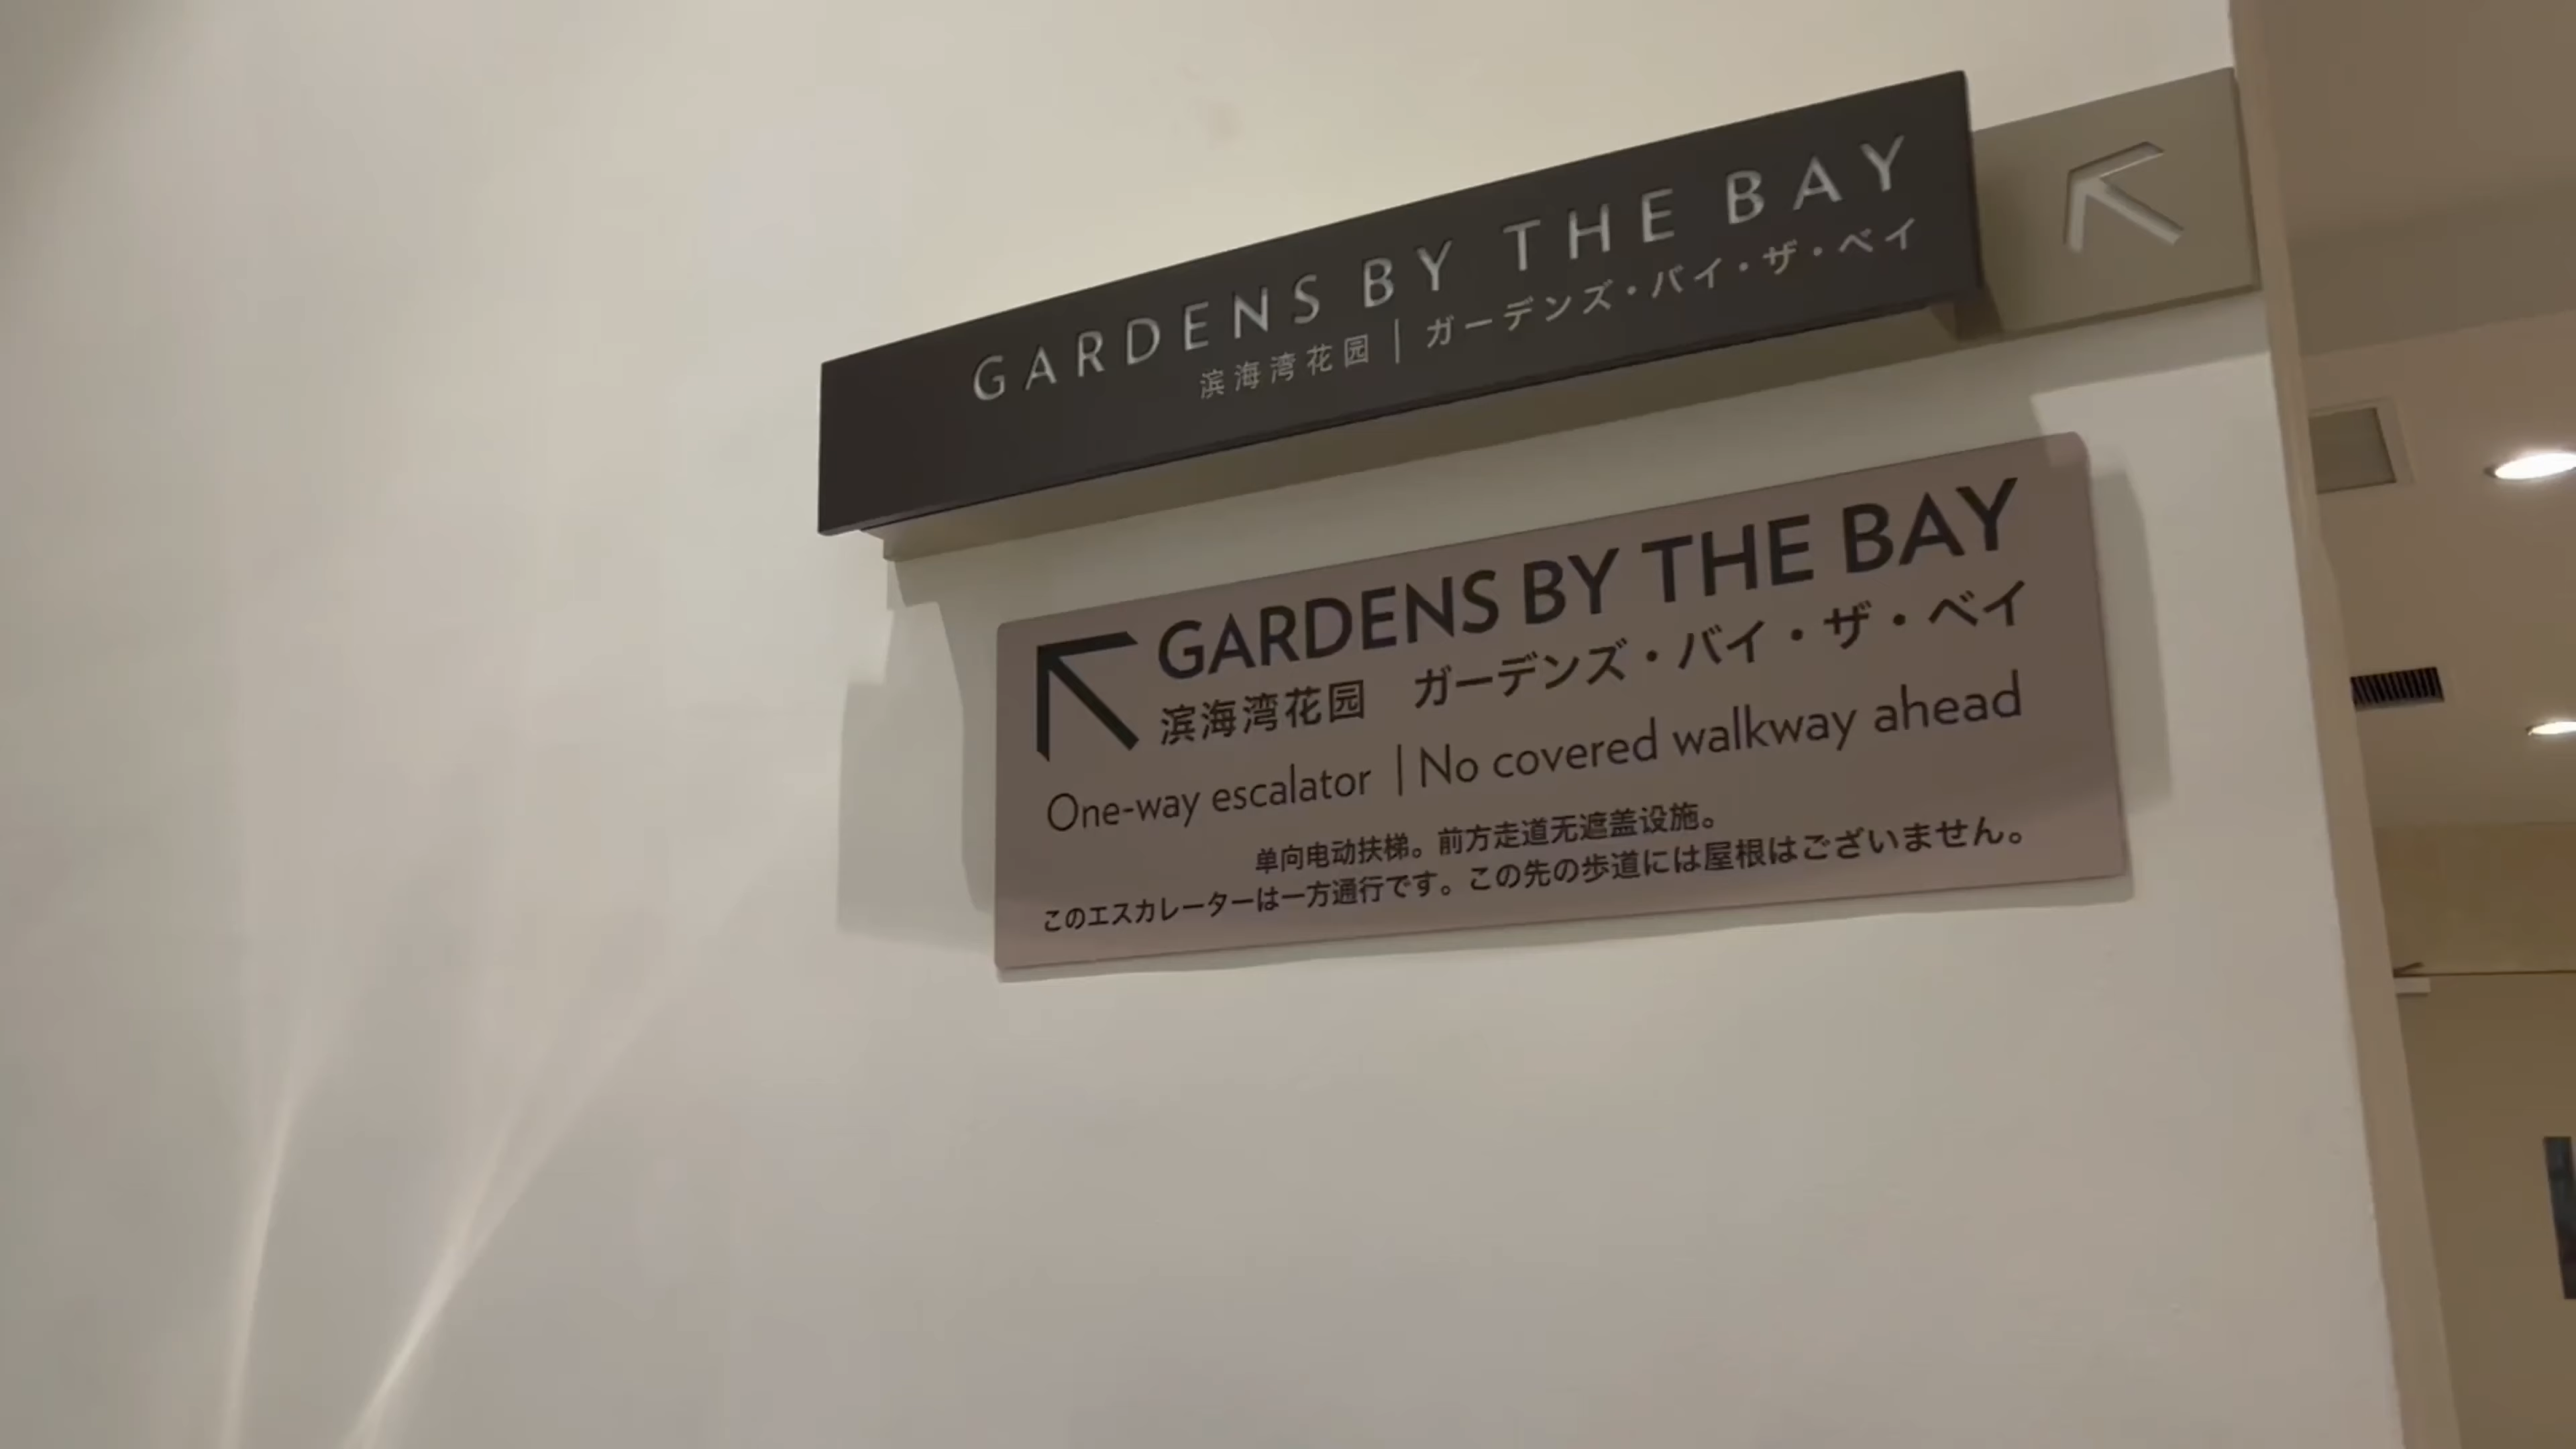 GARDENS BY THE BAY
滨海湾花园 | ガーデンズ・バイ・ザ・ベイ
GARDENS BY THE BAY
滨海湾花园 ガーデンズ・バイ・ザ・ベイ
One-way escalator | No covered walkway ahead
单向电动扶梯。前方走道无遮盖设施。
このエスカレーターは一方通行です。この先の歩道には屋根はございません。